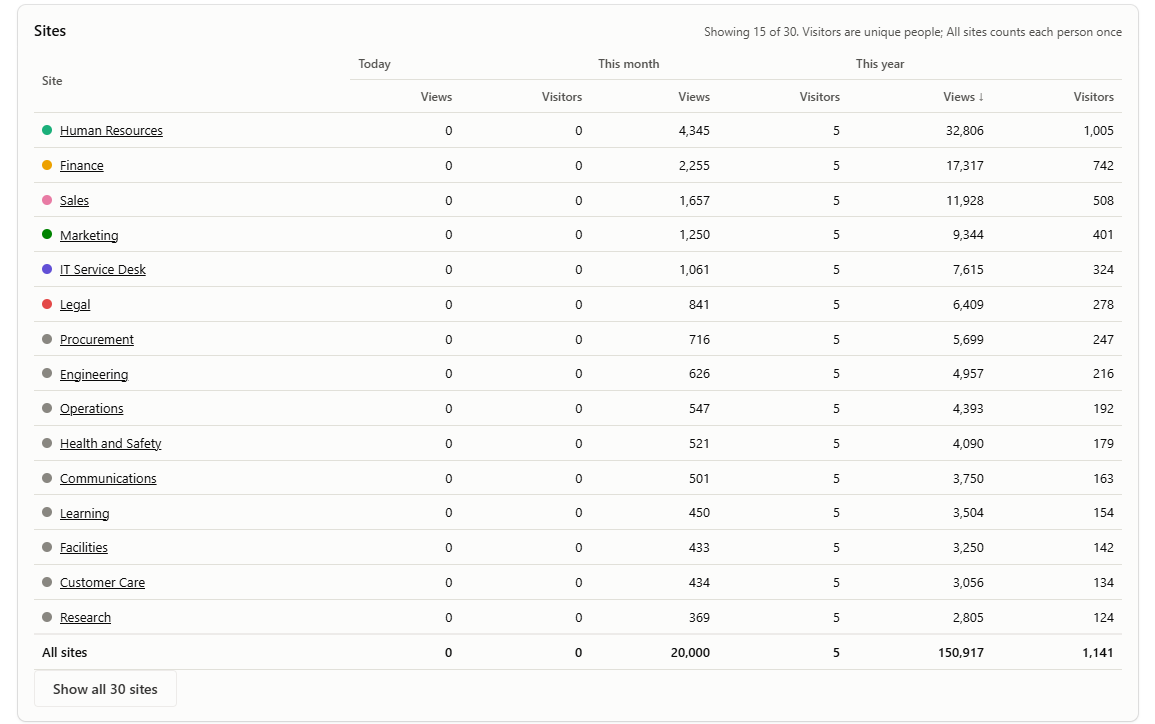 Sites
Showing 15 of 30. Visitors are unique people; All sites counts each person once
Site Today This month This year
Views Visitors Views Visitors Views ↓ Visitors
Human Resources 0 0 4,345 5 32,806 1,005
Finance 0 0 2,255 5 17,317 742
Sales 0 0 1,657 5 11,928 508
Marketing 0 0 1,250 5 9,344 401
IT Service Desk 0 0 1,061 5 7,615 324
Legal 0 0 841 5 6,409 278
Procurement 0 0 716 5 5,699 247
Engineering 0 0 626 5 4,957 216
Operations 0 0 547 5 4,393 192
Health and Safety 0 0 521 5 4,090 179
Communications 0 0 501 5 3,750 163
Learning 0 0 450 5 3,504 154
Facilities 0 0 433 5 3,250 142
Customer Care 0 0 434 5 3,056 134
Research 0 0 369 5 2,805 124
All sites 0 0 20,000 5 150,917 1,141
Show all 30 sites